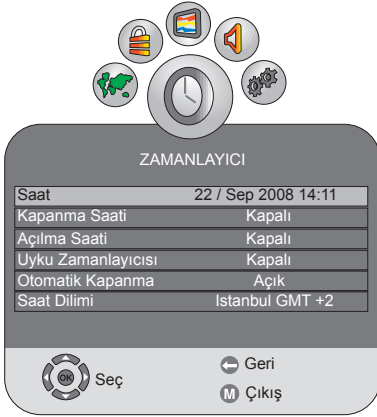 ZAMANLAYICI
Saat 22 / Sep 2008 14:11
Kapanma Saati Kapalı
Açılma Saati Kapalı
Uyku Zamanlayıcısı Kapalı
Otomatik Kapanma Açık
Saat Dilimi Istanbul GMT +2
OK Seç
Geri
M Çıkış